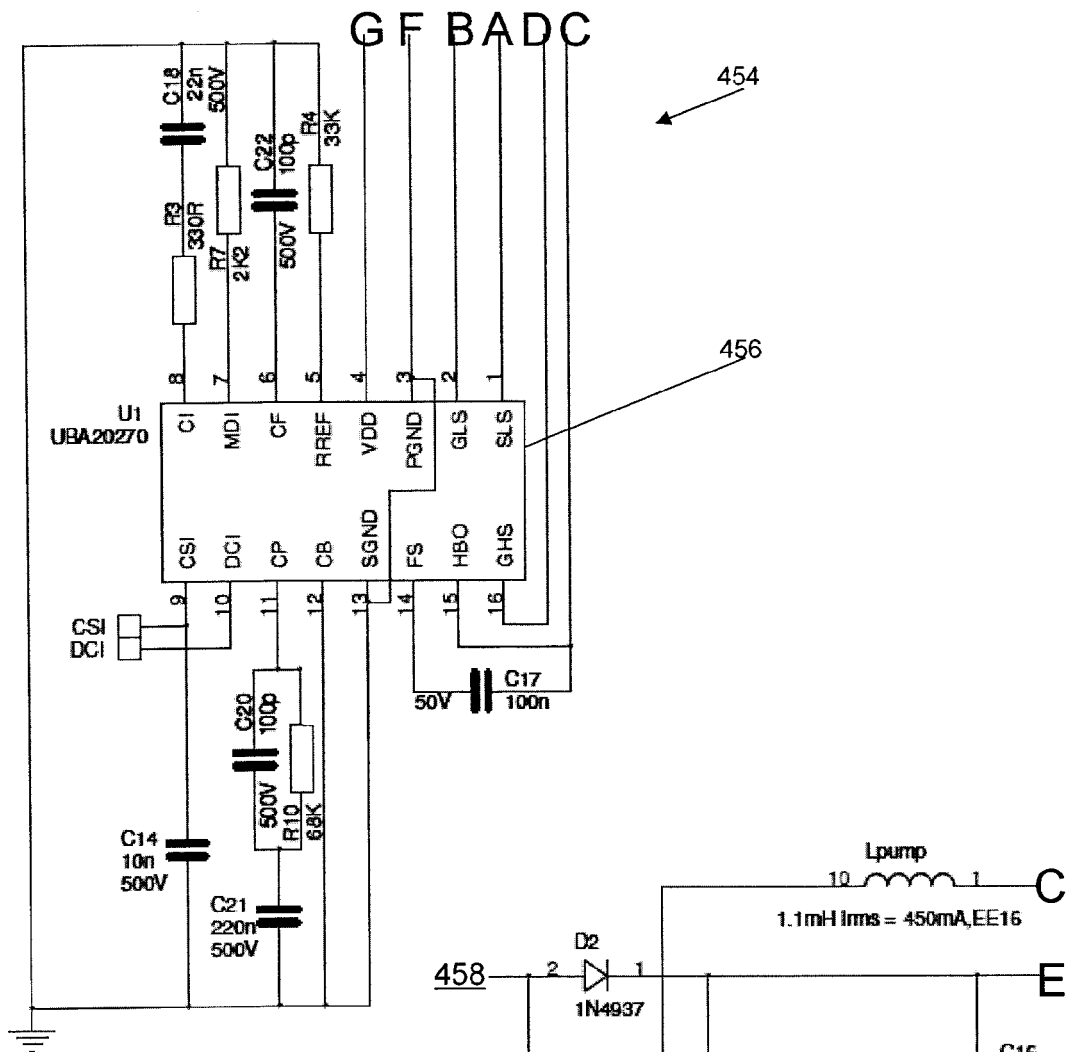 G F B A D C
454
C18
22n
500V
R3
330R
R7
2K2
C22
100p
500V
R4
33K
456
8 7 6 5 4 3 2 1
U1
UBA20270
CI MDI CF RREF VDD PGND GLS SLS
CSI DCI CP CB SGND FS HBO GHS
9 10 11 12 13 14 15 16
CSI
DCI
C17
50V
100n
C20
100p
500V
R10
68K
C14
10n
500V
C21
220n
500V
Lpump
10 1 C
1.1mH Irms = 450mA,EE16
D2
458 2 1 E
1N4937